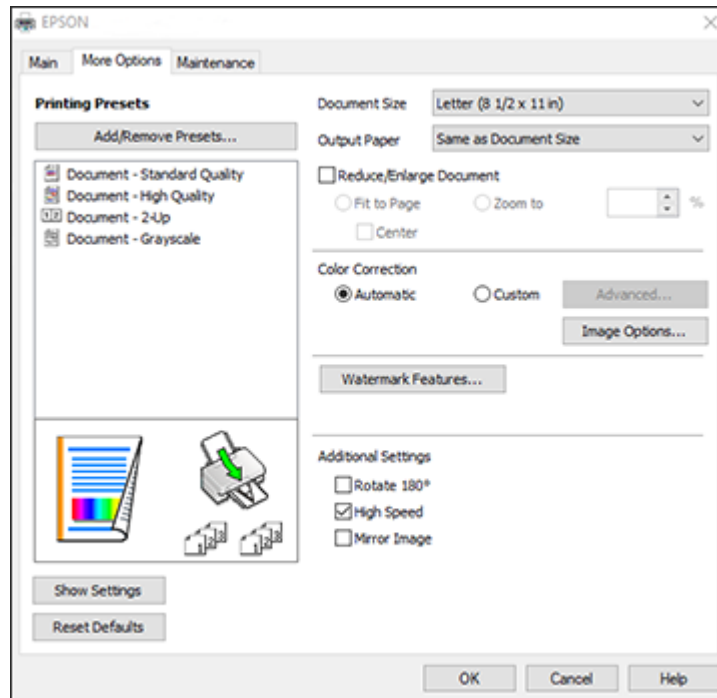 EPSON
Main More Options Maintenance
Printing Presets
Add/Remove Presets...
Document - Standard Quality
Document - High Quality
Document - 2-Up
Document - Grayscale
Show Settings
Reset Defaults
Document Size Letter (8 1/2 x 11 in)
Output Paper Same as Document Size
Reduce/Enlarge Document
Fit to Page Zoom to %
Center
Color Correction
Automatic Custom Advanced...
Image Options...
Watermark Features...
Additional Settings
Rotate 180°
High Speed
Mirror Image
OK Cancel Help